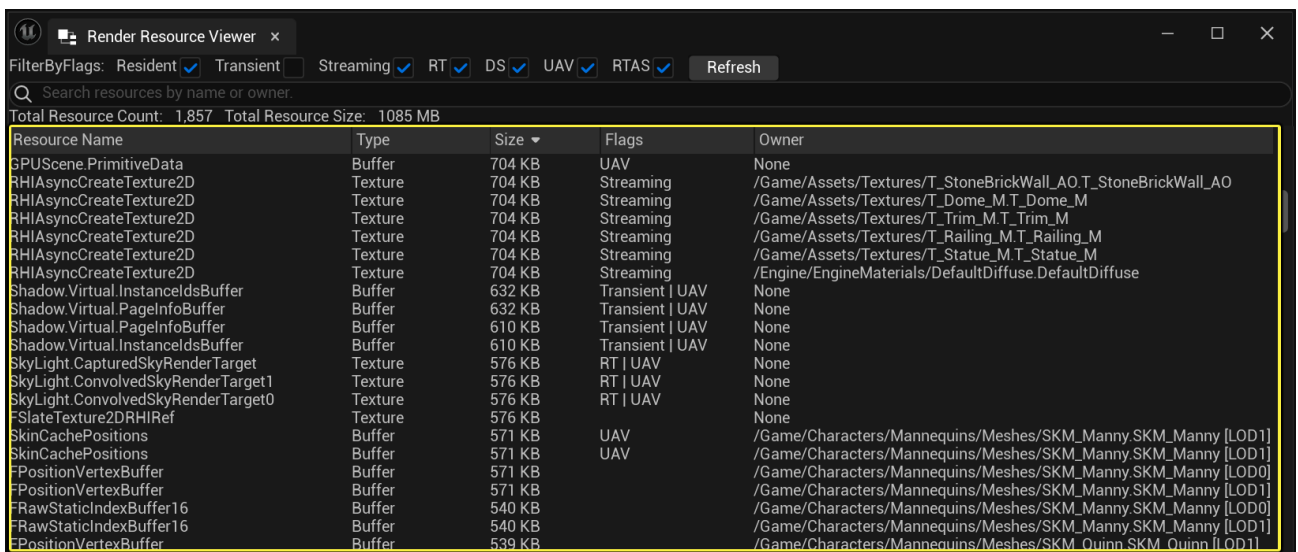 Render Resource Viewer ×
FilterByFlags: Resident Transient Streaming RT DS UAV RTAS Refresh
Search resources by name or owner.
Total Resource Count: 1,857 Total Resource Size: 1085 MB
Resource Name Type Size Flags Owner
GPUScene.PrimitiveData Buffer 704 KB UAV None
RHIAsyncCreateTexture2D Texture 704 KB Streaming /Game/Assets/Textures/T_StoneBrickWall_AO.T_StoneBrickWall_AO
RHIAsyncCreateTexture2D Texture 704 KB Streaming /Game/Assets/Textures/T_Dome_M.T_Dome_M
RHIAsyncCreateTexture2D Texture 704 KB Streaming /Game/Assets/Textures/T_Trim_M.T_Trim_M
RHIAsyncCreateTexture2D Texture 704 KB Streaming /Game/Assets/Textures/T_Railing_M.T_Railing_M
RHIAsyncCreateTexture2D Texture 704 KB Streaming /Game/Assets/Textures/T_Statue_M.T_Statue_M
RHIAsyncCreateTexture2D Texture 704 KB Streaming /Engine/EngineMaterials/DefaultDiffuse.DefaultDiffuse
Shadow.Virtual.InstanceIdsBuffer Buffer 632 KB Transient | UAV None
Shadow.Virtual.PageInfoBuffer Buffer 632 KB Transient | UAV None
Shadow.Virtual.PageInfoBuffer Buffer 610 KB Transient | UAV None
Shadow.Virtual.InstanceIdsBuffer Buffer 610 KB Transient | UAV None
SkyLight.CapturedSkyRenderTarget Texture 576 KB RT | UAV None
SkyLight.ConvolvedSkyRenderTarget1 Texture 576 KB RT | UAV None
SkyLight.ConvolvedSkyRenderTarget0 Texture 576 KB RT | UAV None
FSlateTexture2DRHIRef Texture 576 KB None
SkinCachePositions Buffer 571 KB UAV /Game/Characters/Mannequins/Meshes/SKM_Manny.SKM_Manny [LOD1]
SkinCachePositions Buffer 571 KB UAV /Game/Characters/Mannequins/Meshes/SKM_Manny.SKM_Manny [LOD1]
FPositionVertexBuffer Buffer 571 KB /Game/Characters/Mannequins/Meshes/SKM_Manny.SKM_Manny [LOD0]
FPositionVertexBuffer Buffer 571 KB /Game/Characters/Mannequins/Meshes/SKM_Manny.SKM_Manny [LOD1]
FRawStaticIndexBuffer16 Buffer 540 KB /Game/Characters/Mannequins/Meshes/SKM_Manny.SKM_Manny [LOD0]
FRawStaticIndexBuffer16 Buffer 540 KB /Game/Characters/Mannequins/Meshes/SKM_Manny.SKM_Manny [LOD1]
FPositionVertexBuffer Buffer 539 KB /Game/Characters/Mannequins/Meshes/SKM_Quinn.SKM_Quinn [LOD1]